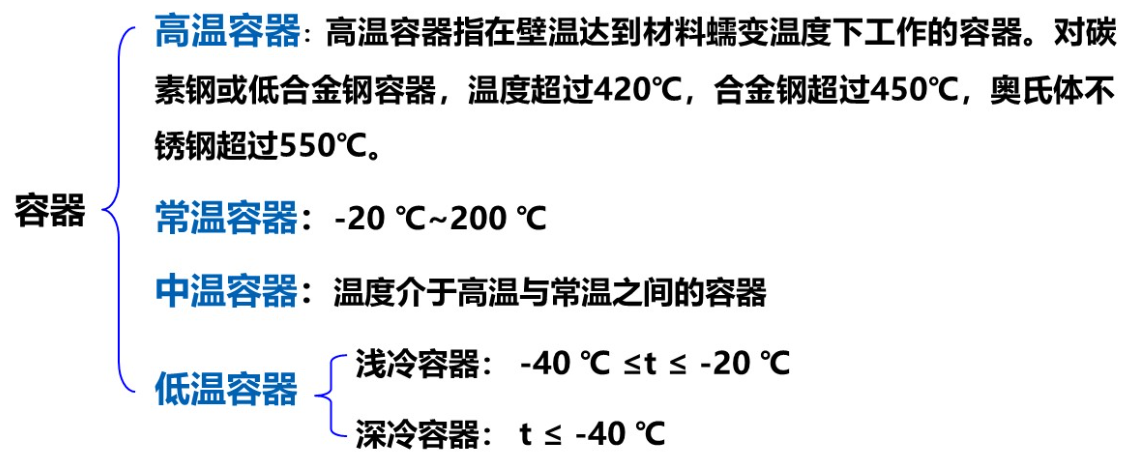 高温容器：高温容器指在壁温达到材料蠕变温度下工作的容器。对碳
素钢或低合金钢容器，温度超过420℃，合金钢超过450℃，奥氏体不
锈钢超过550℃。
容器
常温容器：-20 ℃~200 ℃
中温容器：温度介于高温与常温之间的容器
低温容器
浅冷容器： -40 ℃ ≤t ≤ -20 ℃
深冷容器： t ≤ -40 ℃